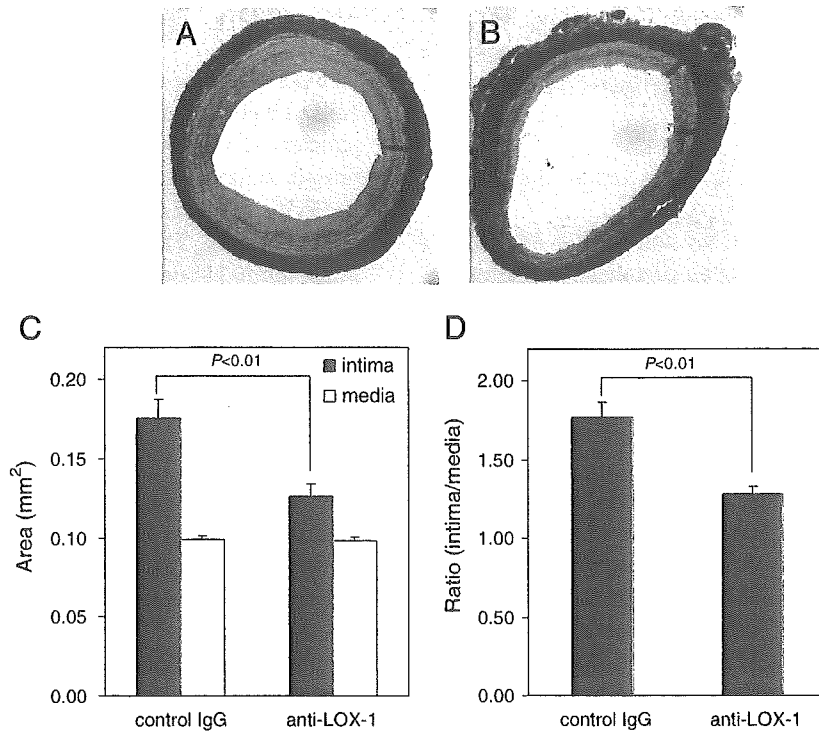 A
B
C
P<0.01
intima
media
Area (mm²)
0.20
0.15
0.10
0.05
0.00
control IgG
anti-LOX-1
D
P<0.01
Ratio (intima/media)
2.00
1.50
1.00
0.50
0.00
control IgG
anti-LOX-1